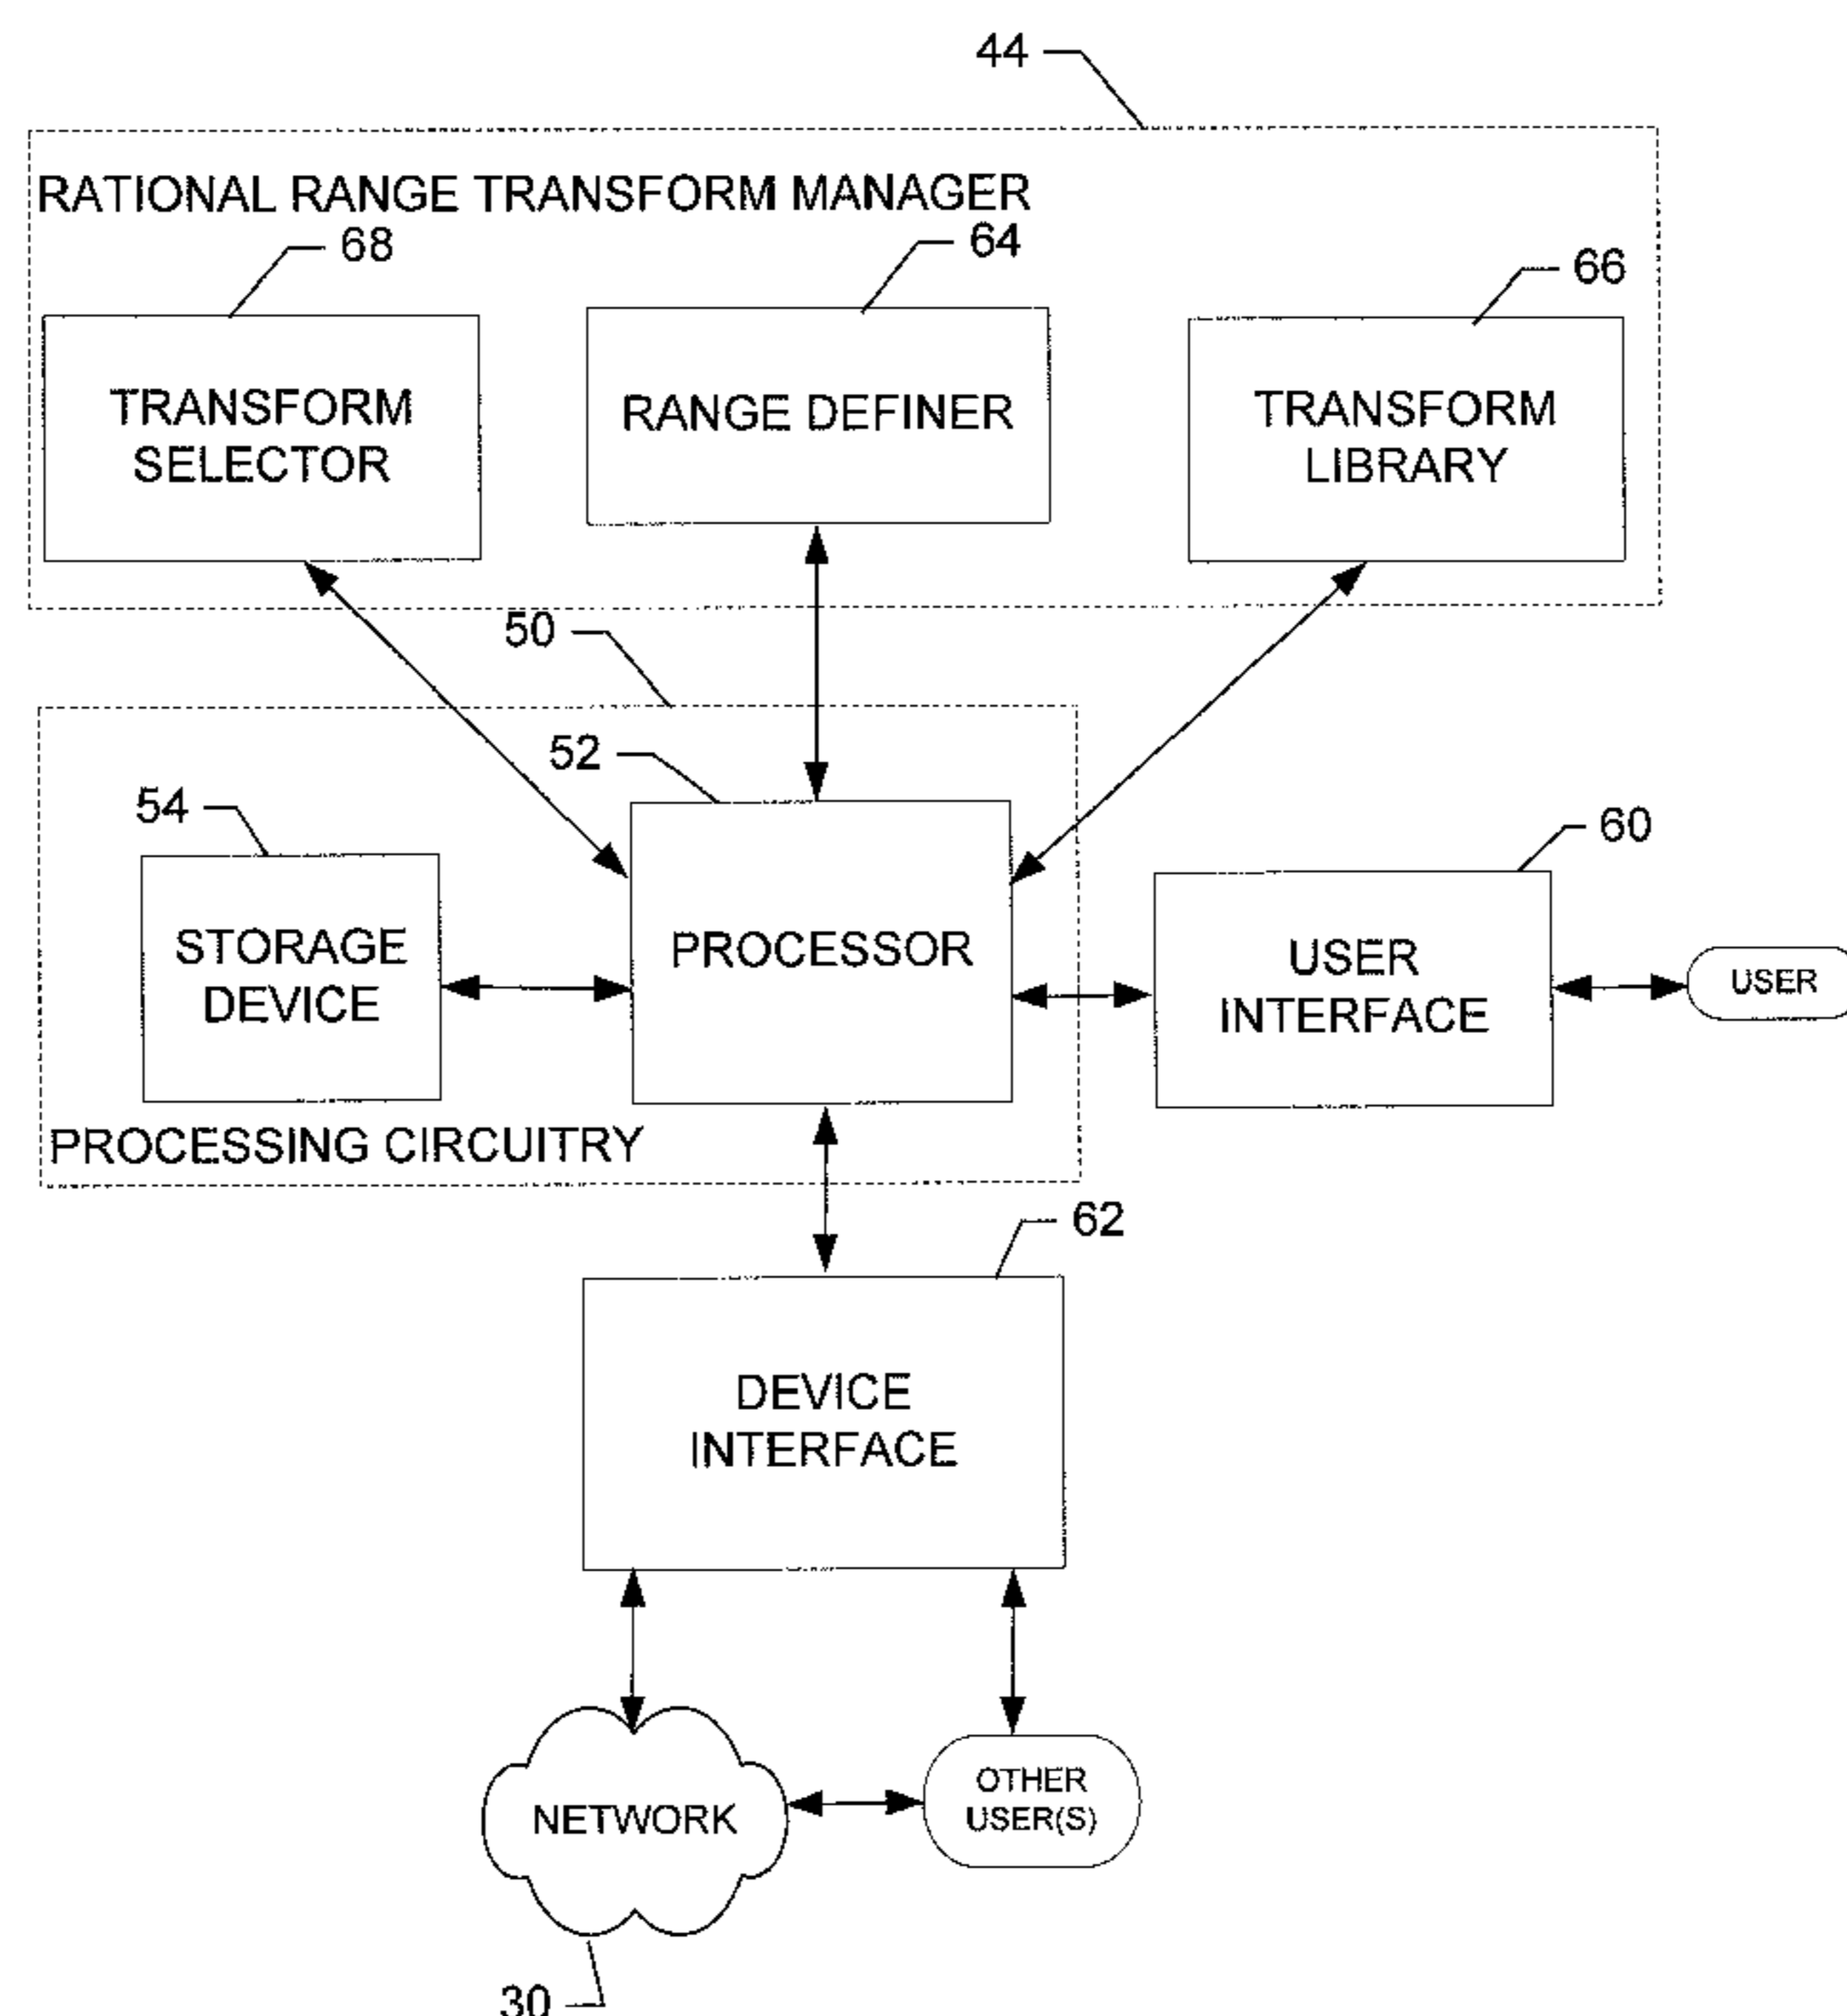 44
RATIONAL RANGE TRANSFORM MANAGER
68
64
66
TRANSFORM
SELECTOR
RANGE DEFINER
TRANSFORM
LIBRARY
50
52
54
60
STORAGE
DEVICE
PROCESSOR
USER
INTERFACE
USER
PROCESSING CIRCUITRY
62
DEVICE
INTERFACE
NETWORK
OTHER
USER(S)
30